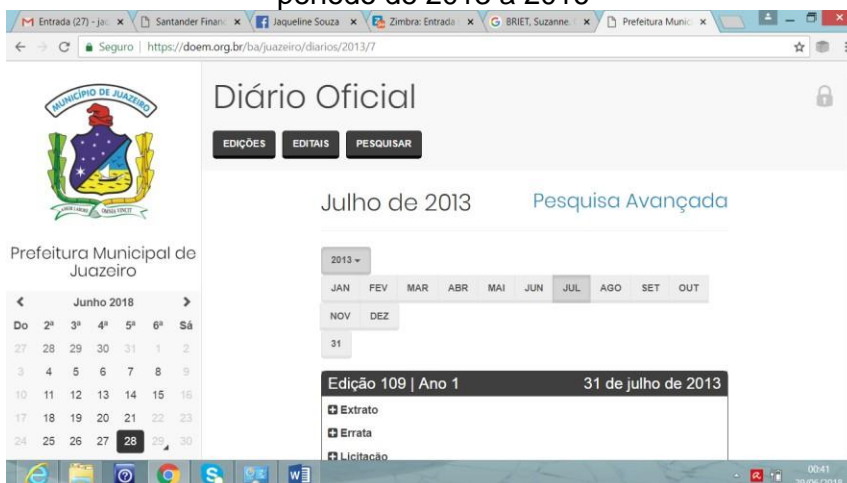 Entrada (27) - jac
Santander Financ
Jaqueline Souza
Zimbra: Entrada
BRIET, Suzanne.
Prefeitura Munic
Seguro | https://doem.org.br/ba/juazeiro/diarios/2013/7
MUNICÍPIO DE JUAZEIRO
Prefeitura Municipal de
Juazeiro
Junho 2018
Do 2ª 3ª 4ª 5ª 6ª Sá
27 28 29 30 31 1 2
3 4 5 6 7 8 9
10 11 12 13 14 15 16
17 18 19 20 21 22 23
24 25 26 27 28 29 30
Diário Oficial
EDIÇÕES EDITAIS PESQUISAR
Julho de 2013 Pesquisa Avançada
2013
JAN FEV MAR ABR MAI JUN JUL AGO SET OUT
NOV DEZ
31
Edição 109 | Ano 1 31 de julho de 2013
Extrato
Errata
Licitação
00:41